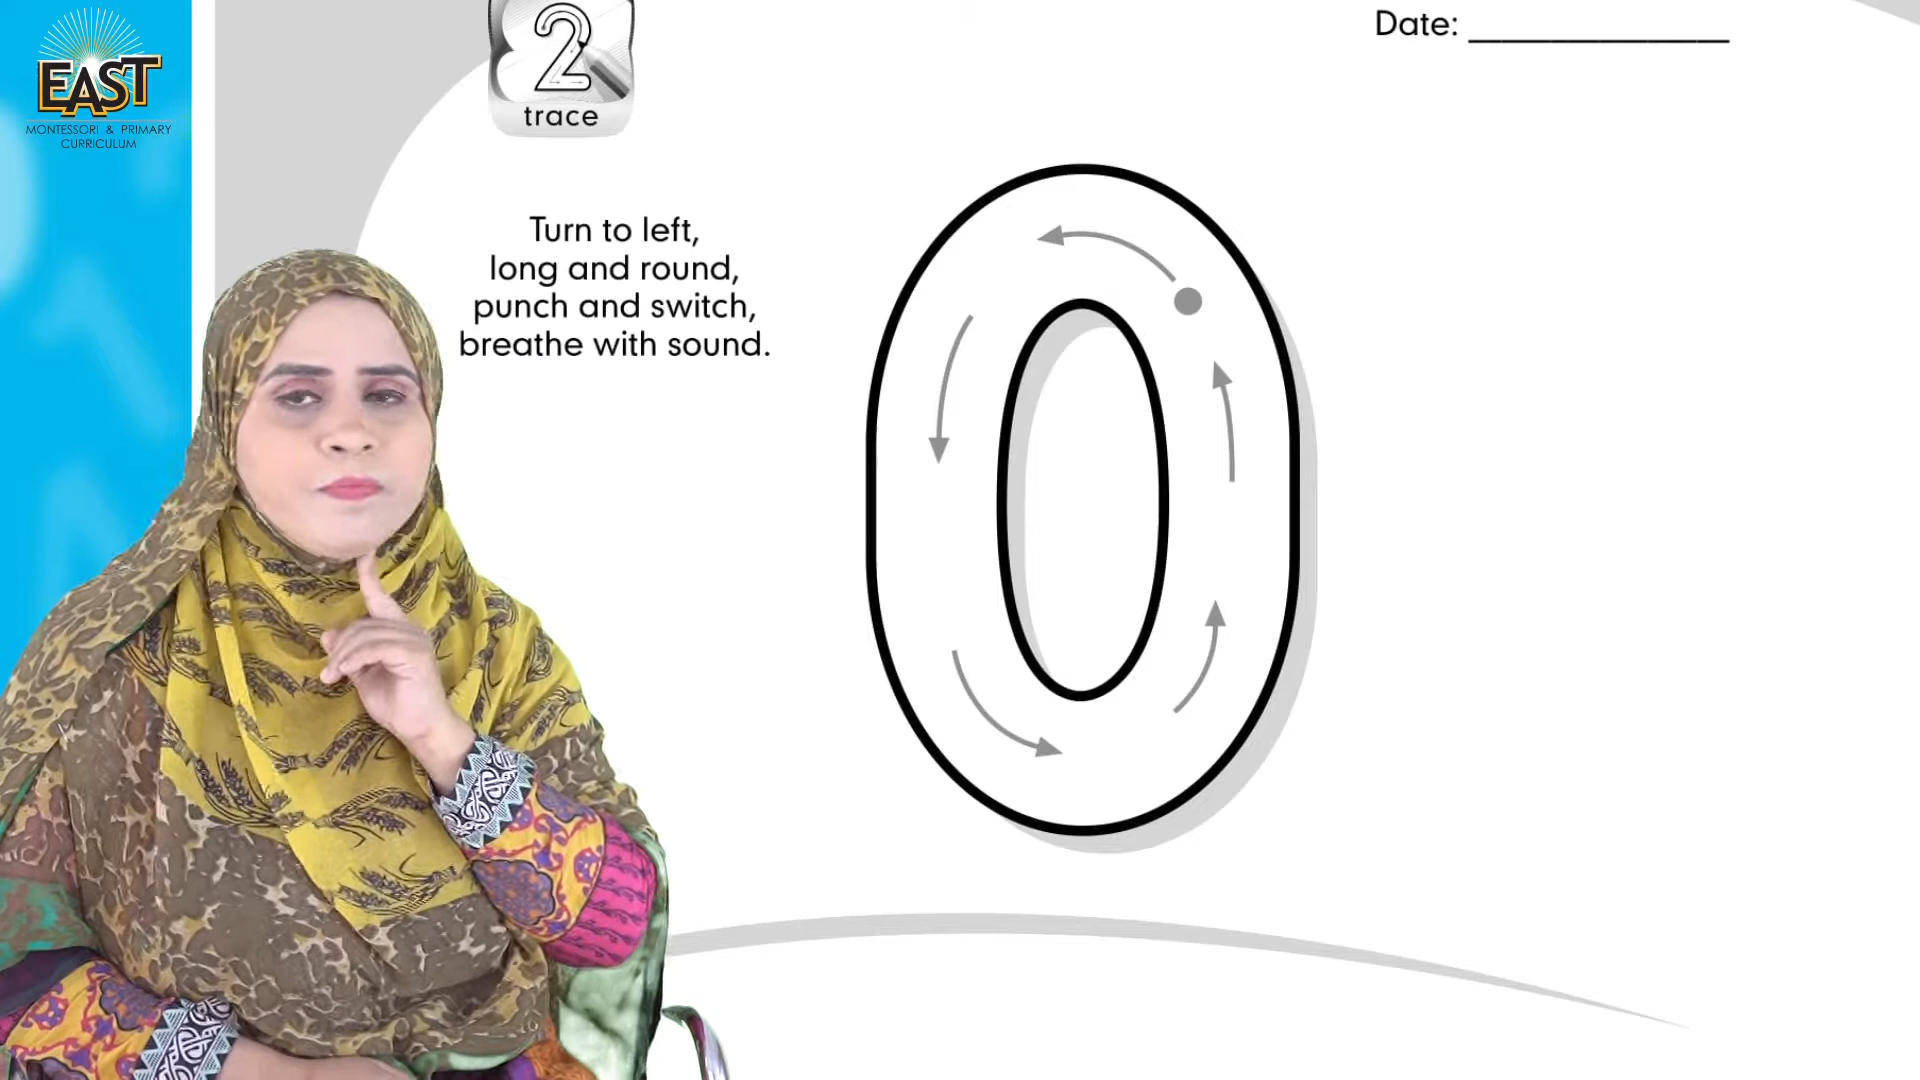 EAST
MONTESSORI & PRIMARY
CURRICULUM
2
trace
Date: _______________
Turn to left,
long and round,
punch and switch,
breathe with sound.
0